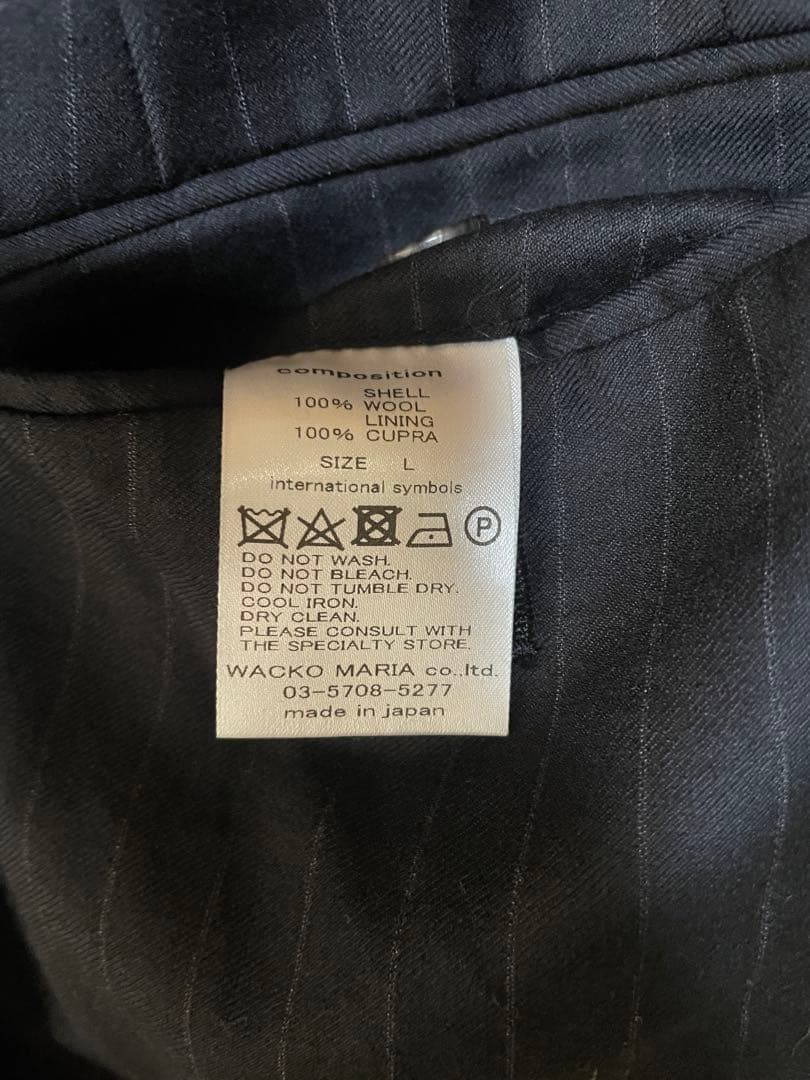 composition
SHELL
100% WOOL
LINING
100% CUPRA
SIZE L
international symbols
P
DO NOT WASH.
DO NOT BLEACH.
DO NOT TUMBLE DRY.
COOL IRON.
DRY CLEAN.
PLEASE CONSULT WITH
THE SPECIALTY STORE.
WACKO MARIA co.,ltd.
03-5708-5277
made in japan